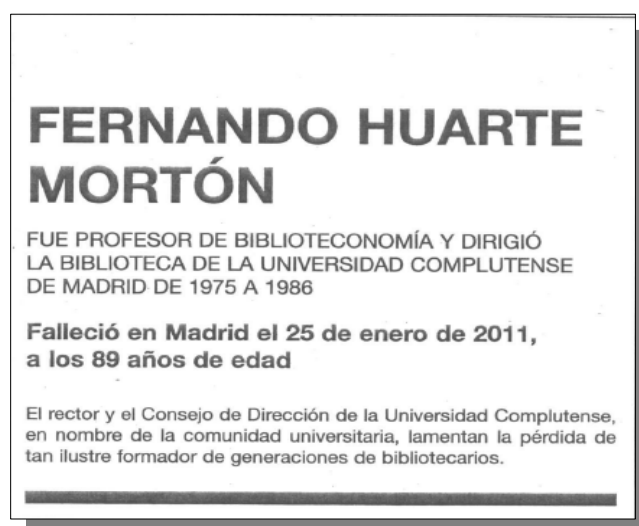 FERNANDO HUARTE
MORTÓN
FUE PROFESOR DE BIBLIOTECONOMÍA Y DIRIGIÓ
LA BIBLIOTECA DE LA UNIVERSIDAD COMPLUTENSE
DE MADRID DE 1975 A 1986
Falleció en Madrid el 25 de enero de 2011,
a los 89 años de edad
El rector y el Consejo de Dirección de la Universidad Complutense,
en nombre de la comunidad universitaria, lamentan la pérdida de
tan ilustre formador de generaciones de bibliotecarios.